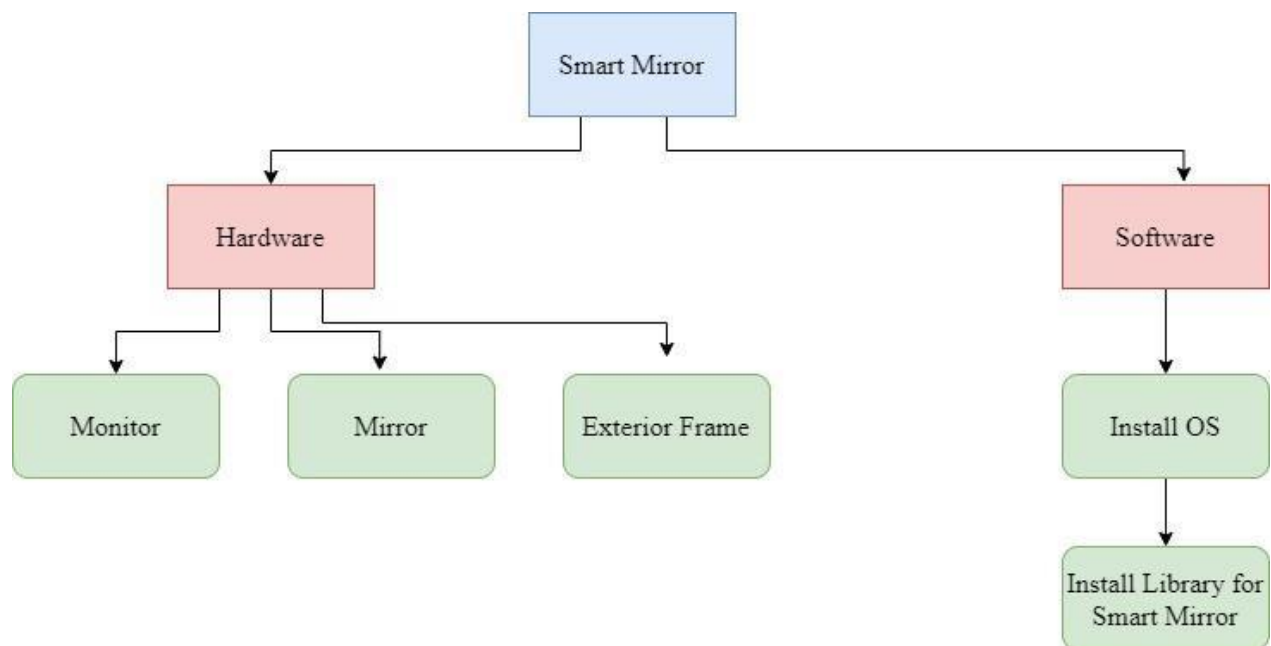 Smart Mirror
Hardware
Software
Monitor
Mirror
Exterior Frame
Install OS
Install Library for
Smart Mirror